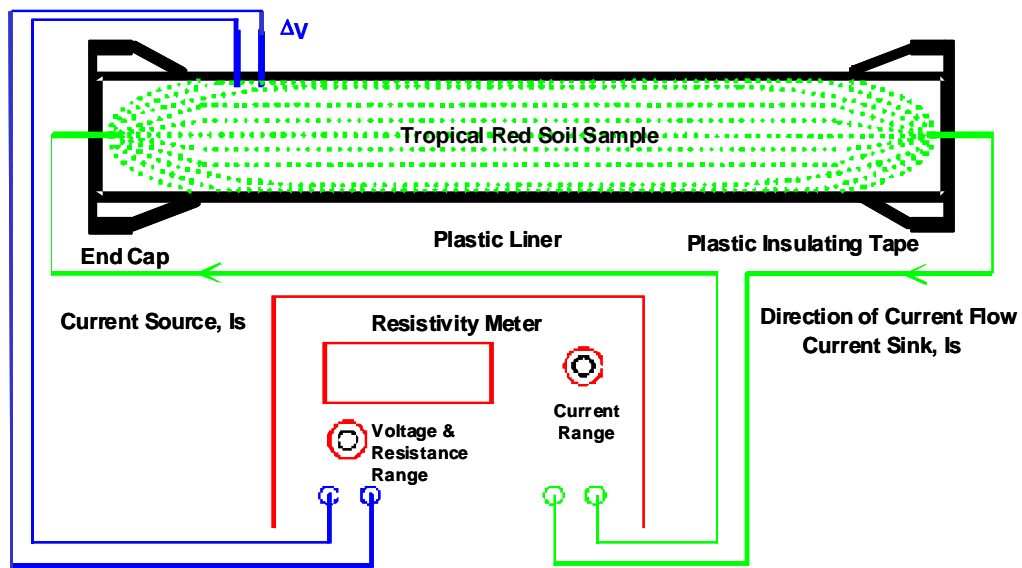 ΔV
Tropical Red Soil Sample
Plastic Liner
Plastic Insulating Tape
End Cap
Current Source, Is
Resistivity Meter
Direction of Current Flow
Current Sink, Is
Current
Range
Voltage &
Resistance
Range